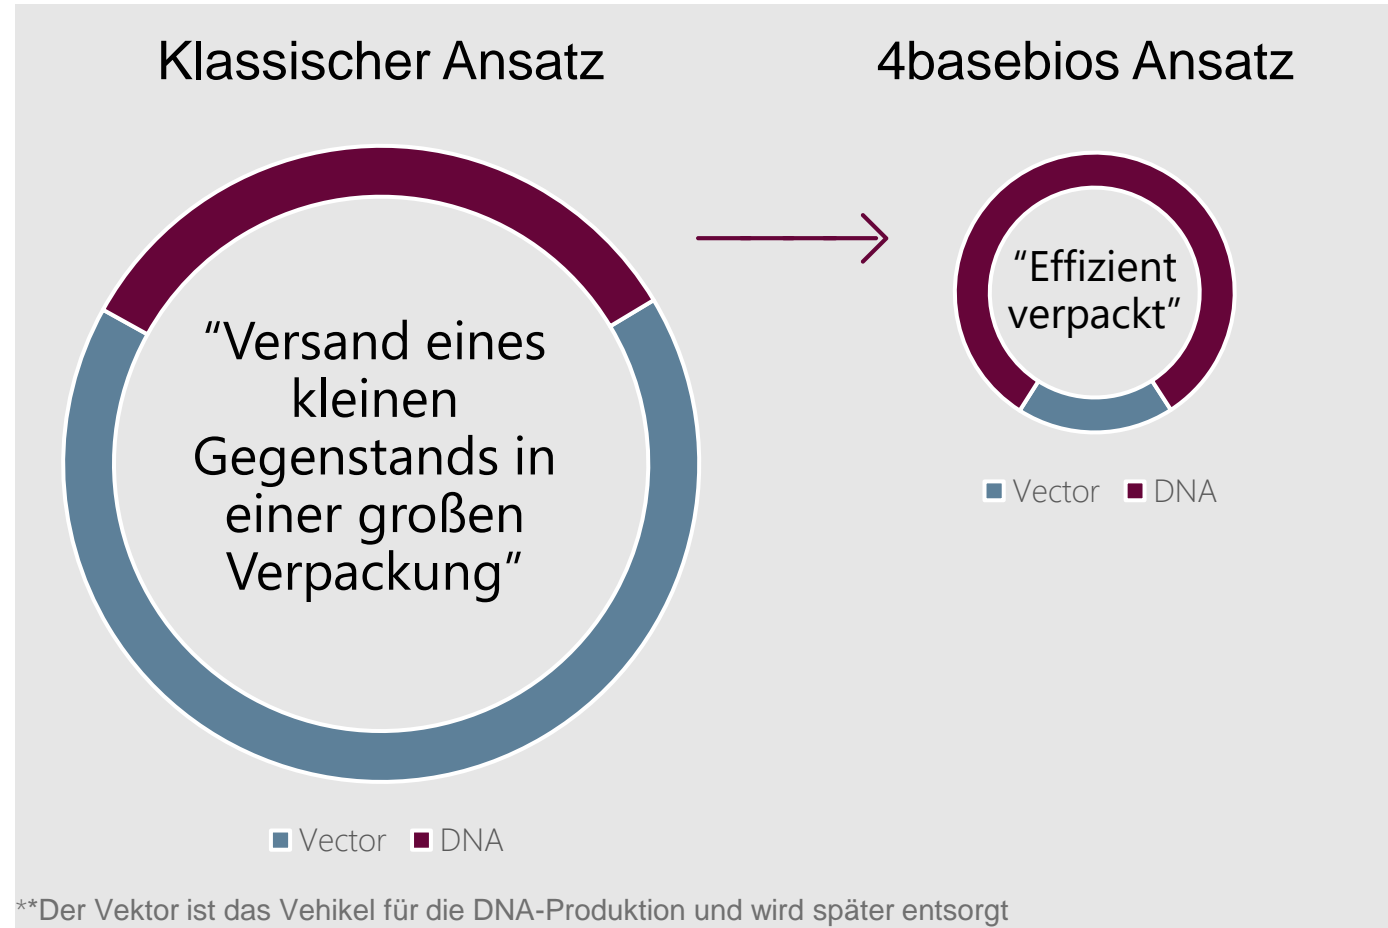 Klassischer Ansatz
4basebios Ansatz
“Versand eines
kleinen
Gegenstands in
einer großen
Verpackung”
“Effizient
verpackt”
Vector DNA
Vector DNA
**Der Vektor ist das Vehikel für die DNA-Produktion und wird später entsorgt